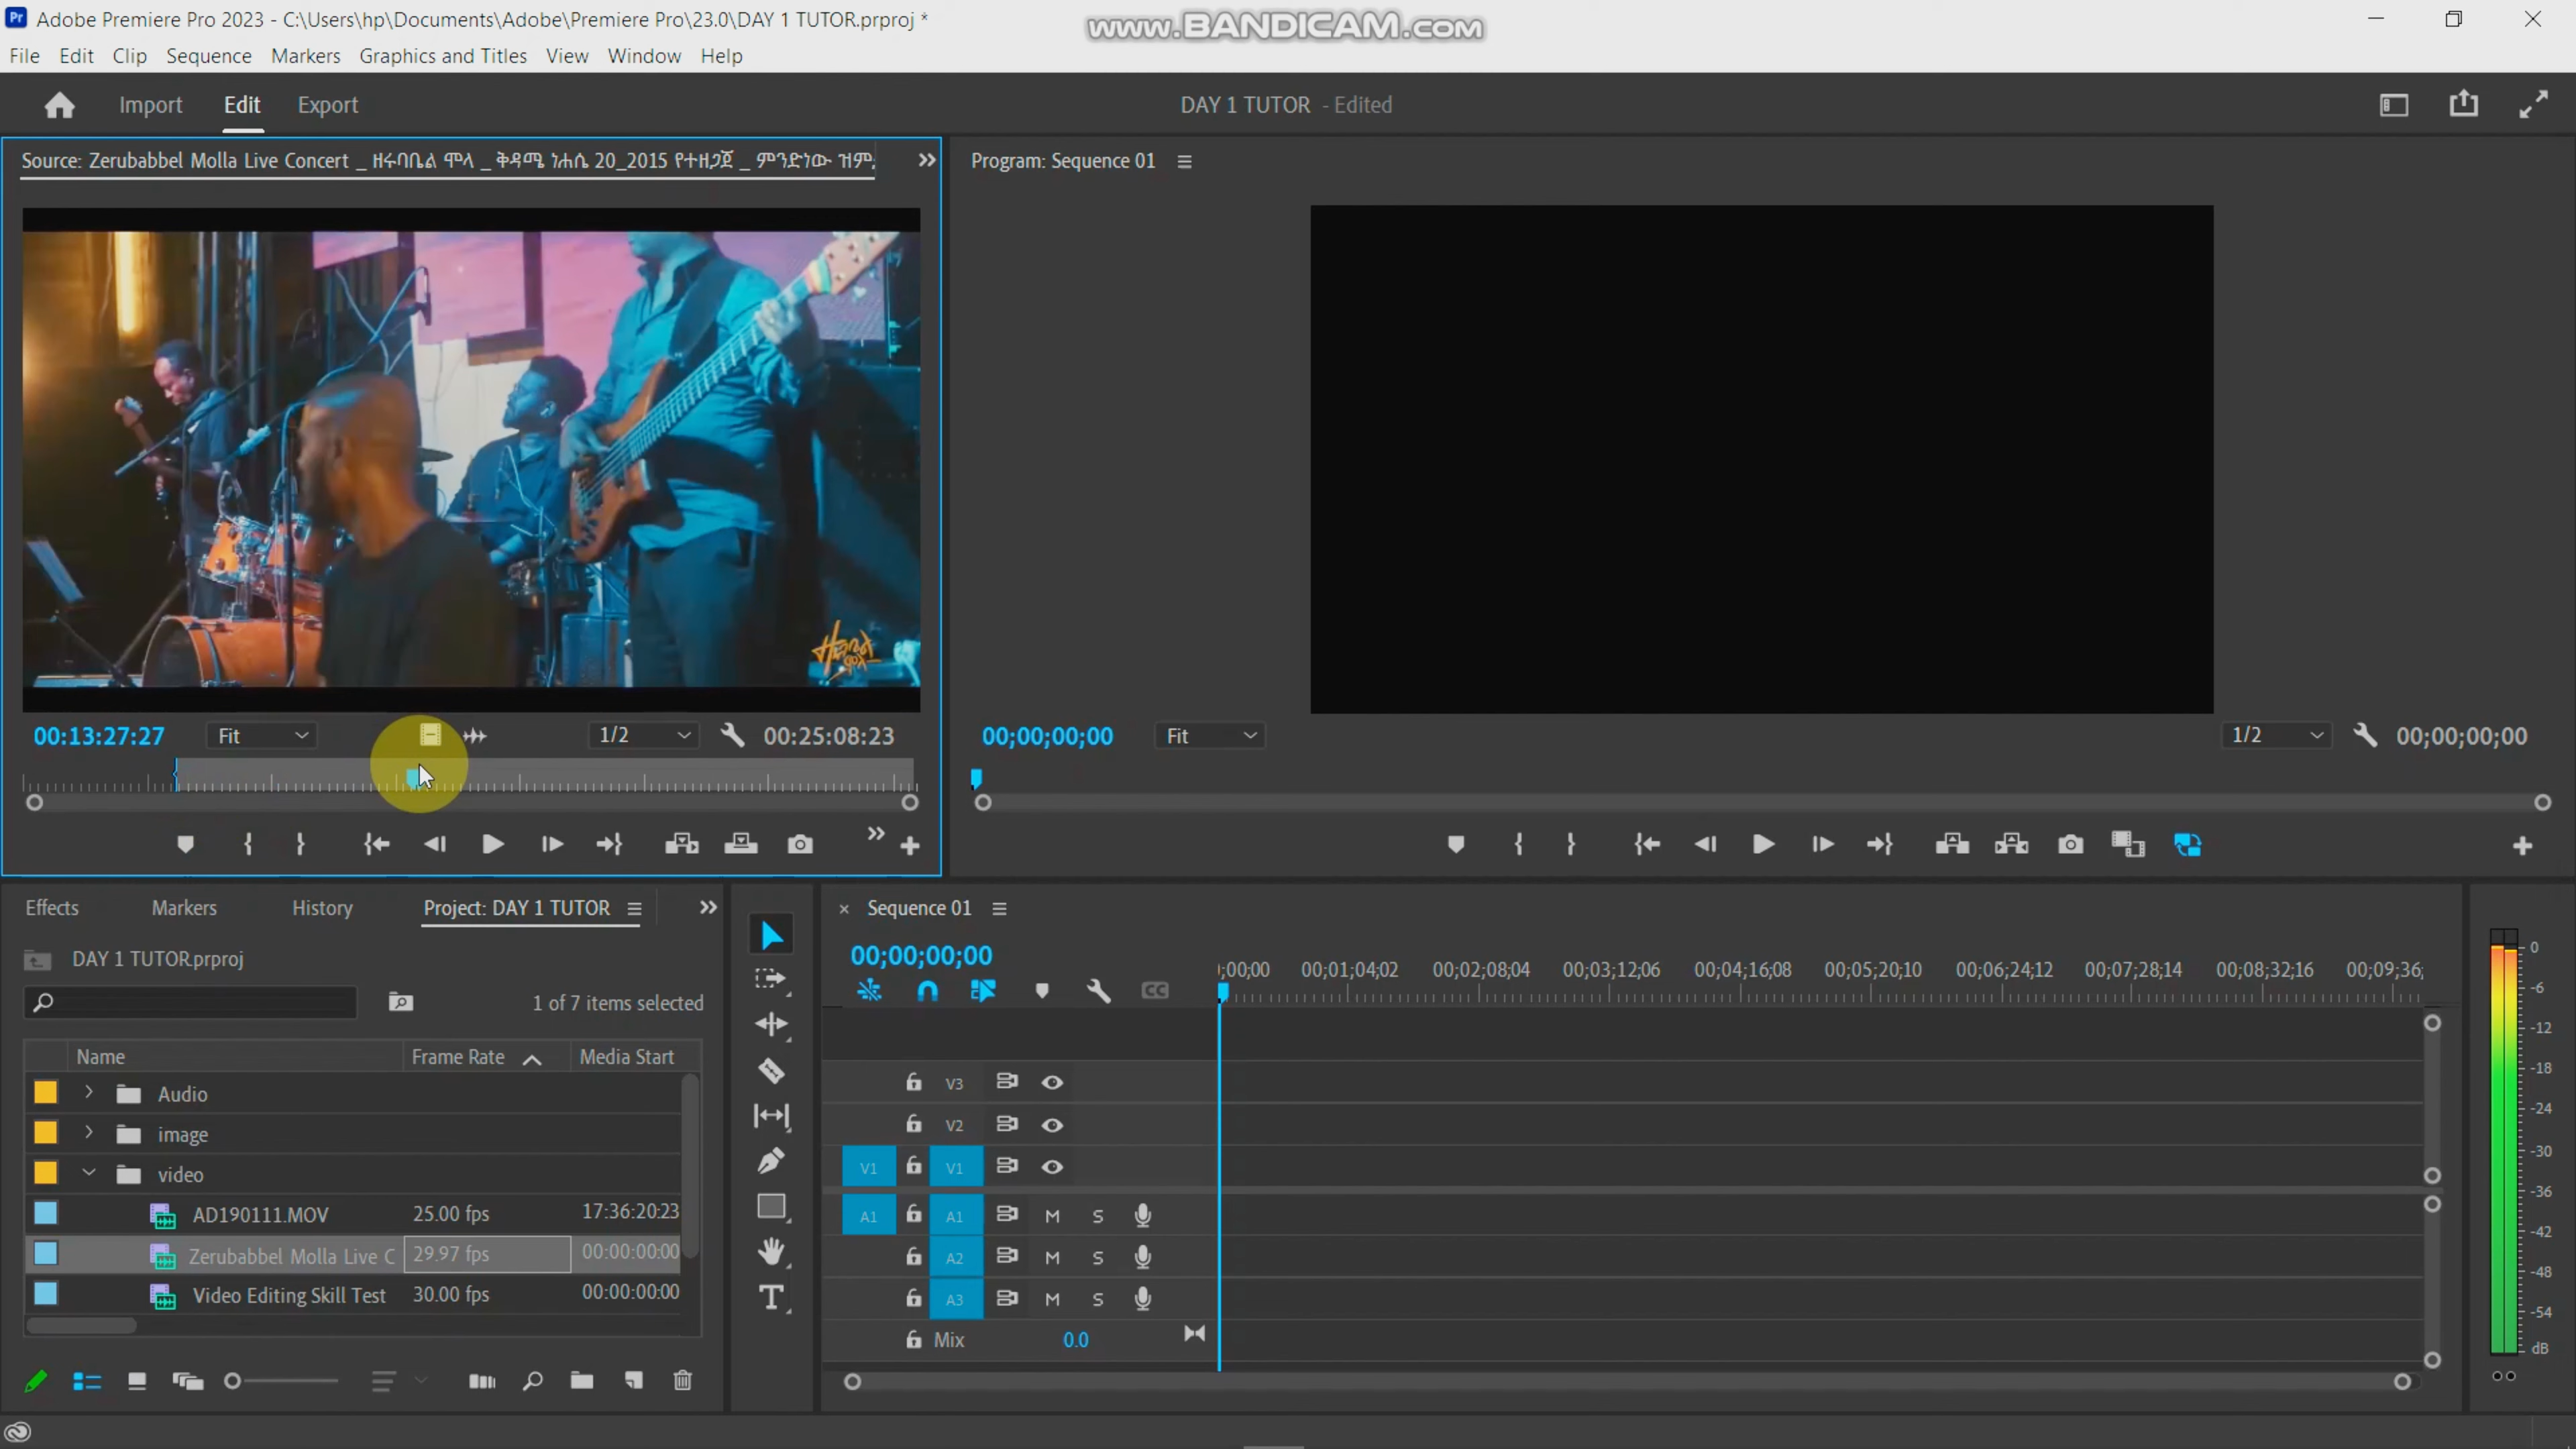 Adobe Premiere Pro 2023 - C:\Users\hp\Documents\Adobe\Premiere Pro\23.0\DAY 1 TUTOR.prproj *
www.BANDICAM.com
File Edit Clip Sequence Markers Graphics and Titles View Window Help
Import Edit Export
DAY 1 TUTOR - Edited
Source: Zerubabbel Molla Live Concert _ ዘሩባቤል ሞላ _ ቅዳሜ ነሐሴ 20_2015 የተዘጋጀ _ ምንድነው ዝም
Program: Sequence 01
00:13:27:27 Fit 1/2 00:25:08:23
00;00;00;00 Fit 1/2 00;00;00;00
Effects Markers History Project: DAY 1 TUTOR
DAY 1 TUTOR.prproj
1 of 7 items selected
Name Frame Rate Media Start
Audio
image
video
AD190111.MOV 25.00 fps 17:36:20:23
Zerubabbel Molla Live C 29.97 fps 00:00:00:00
Video Editing Skill Test 30.00 fps 00:00:00:00
Sequence 01
00;00;00;00
;00;00 00;01;04;02 00;02;08;04 00;03;12;06 00;04;16;08 00;05;20;10 00;06;24;12 00;07;28;14 00;08;32;16 00;09;36;
CC
V3
V2
V1 V1
A1 A1 M S
A2 M S
A3 M S
Mix 0.0
0
-6
-12
-18
-24
-30
-36
-42
-48
-54
dB